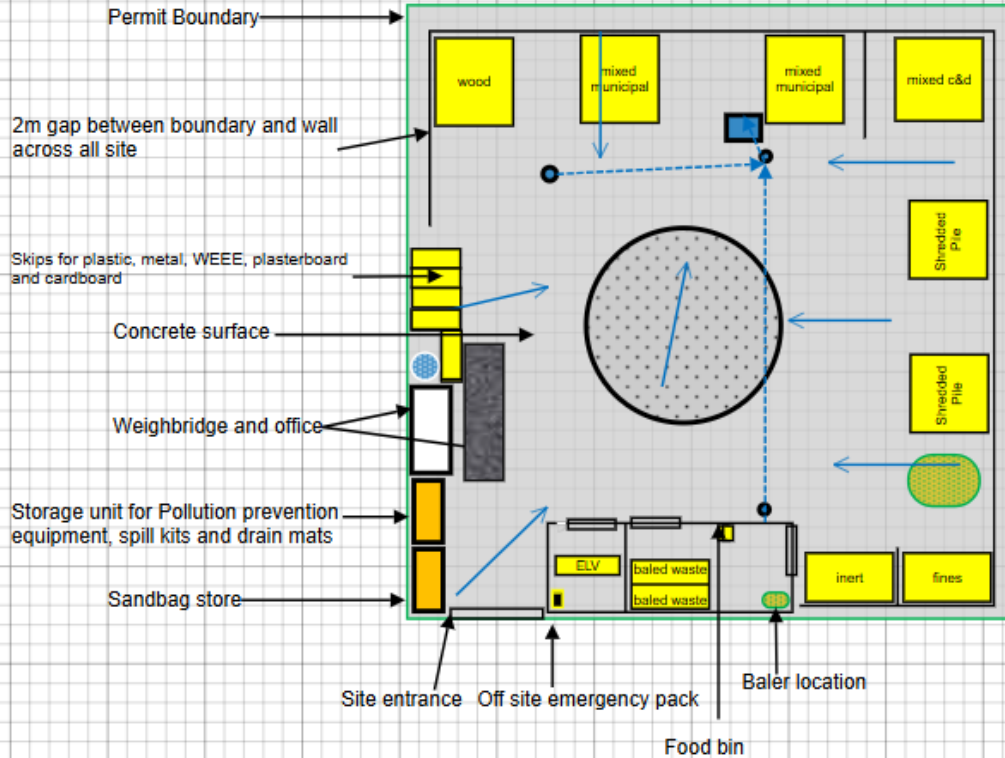 Permit Boundary
wood
mixed
municipal
mixed
municipal
mixed c&d
2m gap between boundary and wall
across all site
Shredded
Pile
Skips for plastic, metal, WEEE, plasterboard
and cardboard
Concrete surface
Shredded
Pile
Weighbridge and office
Storage unit for Pollution prevention
equipment, spill kits and drain mats
ELV
baled waste
baled waste
inert
fines
Sandbag store
Site entrance
Off site emergency pack
Baler location
Food bin